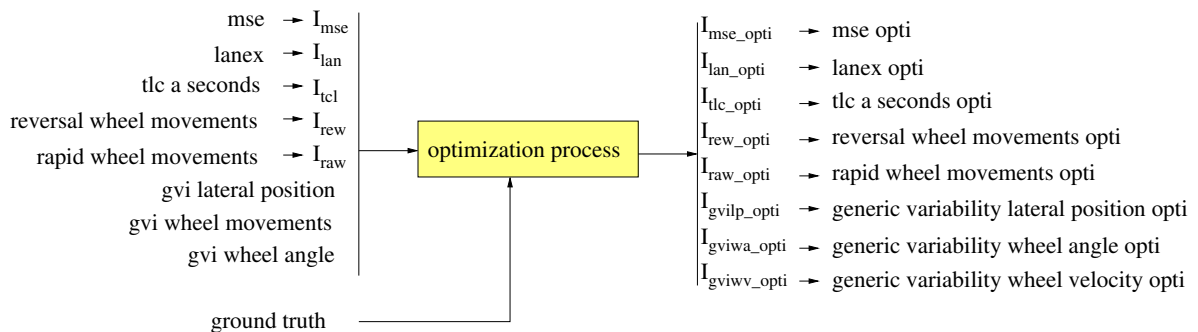 mse I_mse
lanex I_lan
tlc a seconds I_tcl
reversal wheel movements I_rew
rapid wheel movements I_raw
gvi lateral position
gvi wheel movements
gvi wheel angle
ground truth
optimization process
I_mse_opti mse opti
I_lan_opti lanex opti
I_tlc_opti tlc a seconds opti
I_rew_opti reversal wheel movements opti
I_raw_opti rapid wheel movements opti
I_gvilp_opti generic variability lateral position opti
I_gviwa_opti generic variability wheel angle opti
I_gviwv_opti generic variability wheel velocity opti